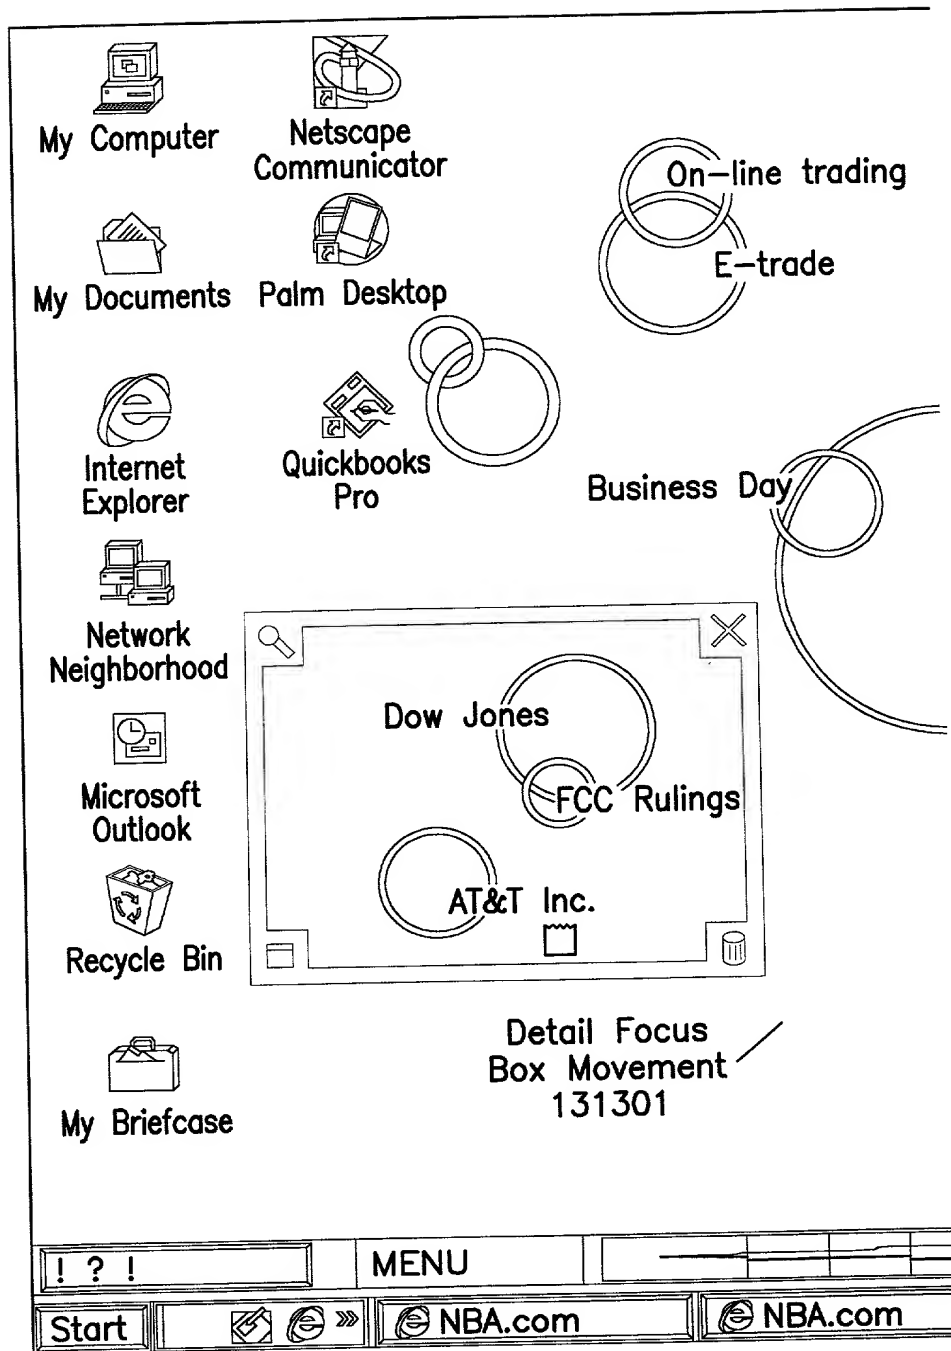 My Computer
Netscape
Communicator
On-line trading
E-trade
My Documents
Palm Desktop
Internet
Explorer
Quickbooks
Pro
Business Day
Network
Neighborhood
Dow Jones
FCC Rulings
Microsoft
Outlook
AT&T Inc.
Recycle Bin
Detail Focus
Box Movement
131301
My Briefcase
! ? !
MENU
Start
»»
NBA.com
NBA.com